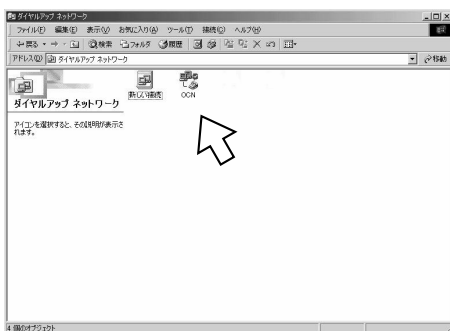 ダイヤルアップ ネットワーク
ファイル(F) 編集(E) 表示(V) お気に入り(A) ツール(T) 接続(C) ヘルプ(H)
戻る 検索 フォルダ 履歴
アドレス(D) ダイヤルアップ ネットワーク 移動
ダイヤルアップ ネットワーク
アイコンを選択すると、その説明が表示さ
れます。
新しい接続
OCN
4 個のオブジェクト